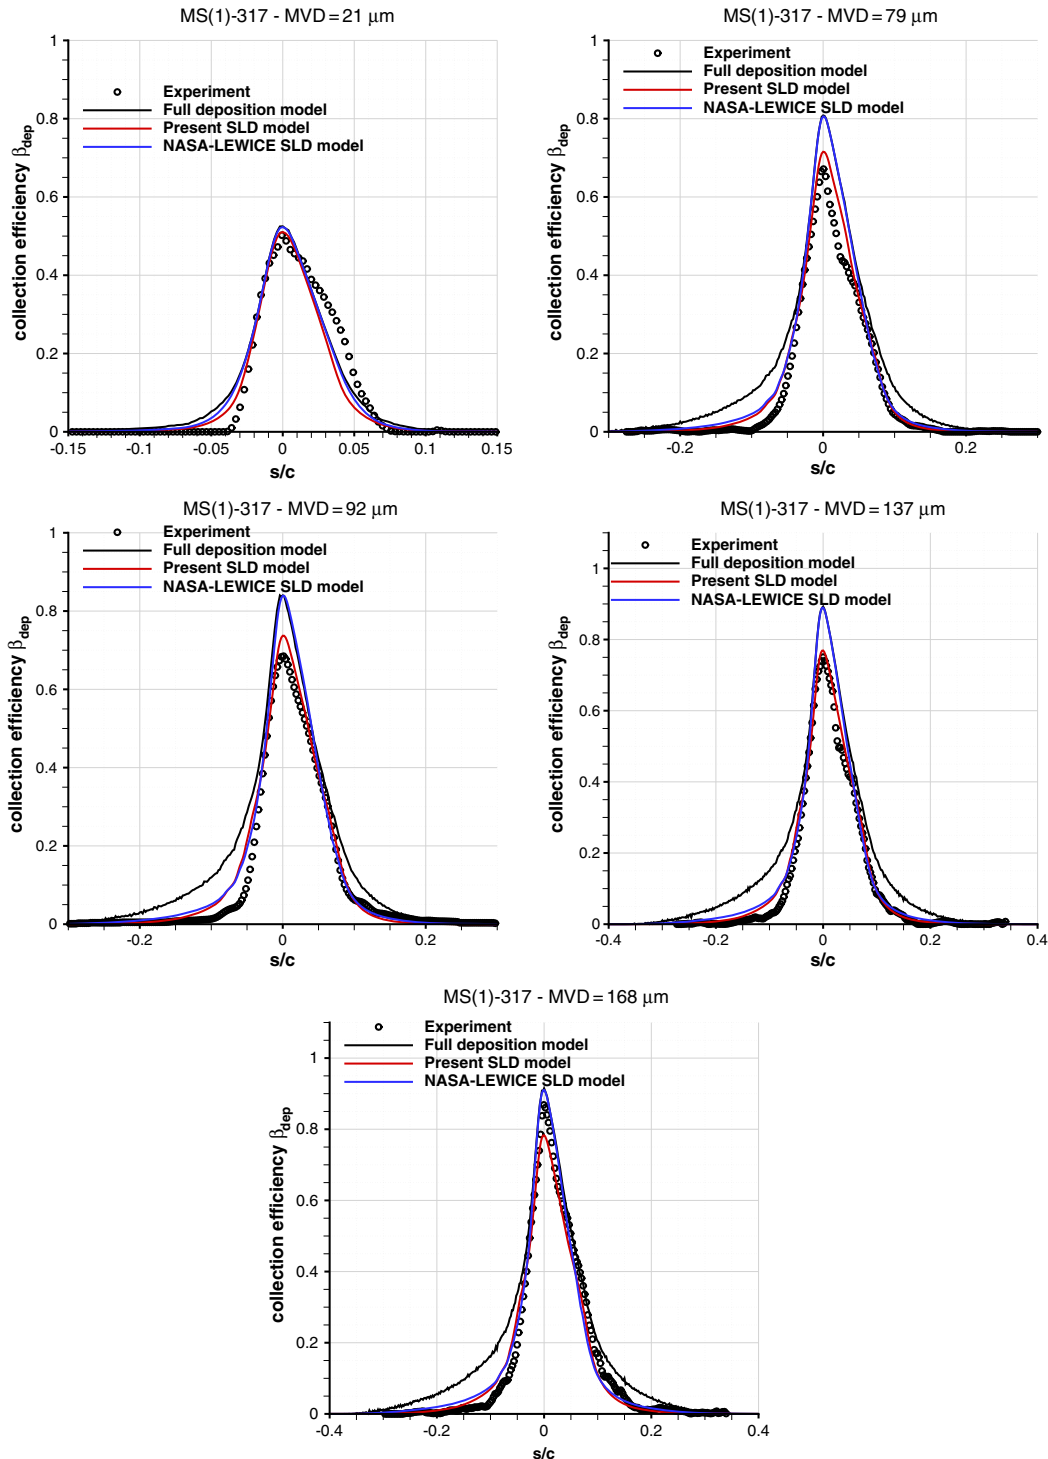 MS(1)-317 - MVD = 21 μm
1
0.8
0.6
0.4
0.2
0
collection efficiency βdep
Experiment
Full deposition model
Present SLD model
NASA-LEWICE SLD model
-0.15
-0.1
-0.05
0
0.05
0.1
0.15
s/c
MS(1)-317 - MVD = 79 μm
1
0.8
0.6
0.4
0.2
0
collection efficiency βdep
Experiment
Full deposition model
Present SLD model
NASA-LEWICE SLD model
-0.2
0
0.2
s/c
MS(1)-317 - MVD = 92 μm
1
0.8
0.6
0.4
0.2
0
collection efficiency βdep
Experiment
Full deposition model
Present SLD model
NASA-LEWICE SLD model
-0.2
0
0.2
s/c
MS(1)-317 - MVD = 137 μm
1
0.8
0.6
0.4
0.2
0
collection efficiency βdep
Experiment
Full deposition model
Present SLD model
NASA-LEWICE SLD model
-0.4
-0.2
0
0.2
0.4
s/c
MS(1)-317 - MVD = 168 μm
1
0.8
0.6
0.4
0.2
0
collection efficiency βdep
Experiment
Full deposition model
Present SLD model
NASA-LEWICE SLD model
-0.4
-0.2
0
0.2
0.4
s/c